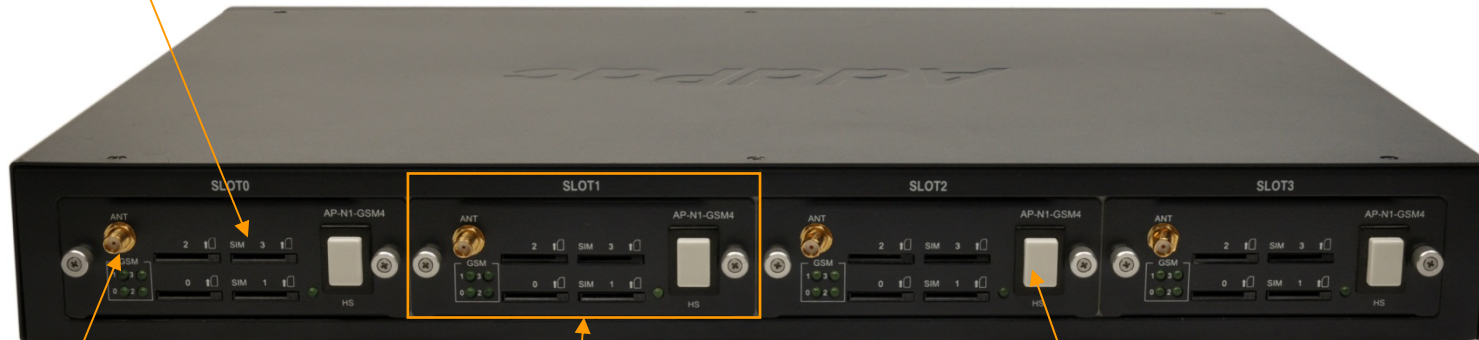 AddPac
SLOT0 SLOT1 SLOT2 SLOT3
ANT AP-N1-GSM4 ANT AP-N1-GSM4 ANT AP-N1-GSM4 ANT AP-N1-GSM4
2 SIM 3 2 SIM 3 2 SIM 3 2 SIM 3
GSM GSM GSM GSM
1 3 1 3 1 3 1 3
0 2 0 SIM 1 0 2 0 SIM 1 0 2 0 SIM 1 0 2 0 SIM 1
HS HS HS HS